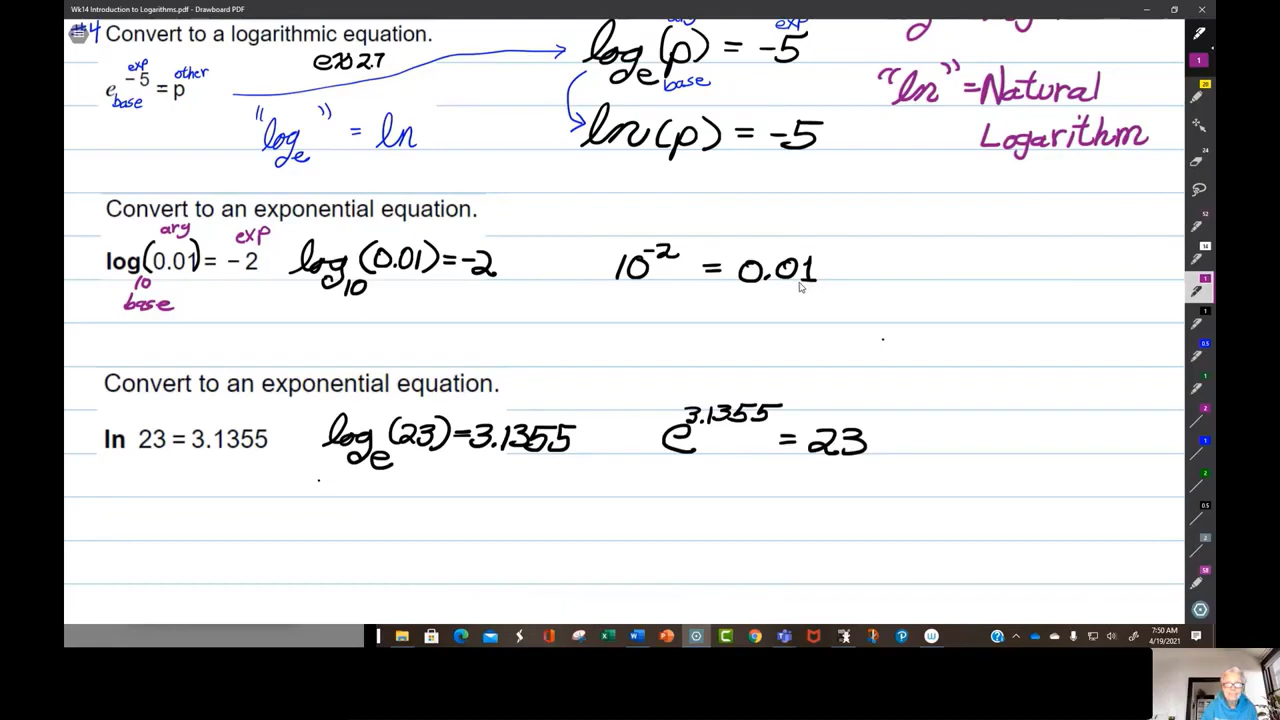 Wk14 Introduction to Logarithms.pdf - Drawboard PDF
#4 Convert to a logarithmic equation.
e≈2.7
exp
e^-5 = p other
base
"log_e" = ln
arg exp
log_e(p) = -5
base
ln(p) = -5
"ln" = Natural
Logarithm
Convert to an exponential equation.
arg exp
log(0.01) = - 2
10
base
log_10(0.01) = -2
10^-2 = 0.01
Convert to an exponential equation.
ln 23 = 3.1355
log_e(23) = 3.1355
e^3.1355 = 23
7:50 AM
4/19/2021